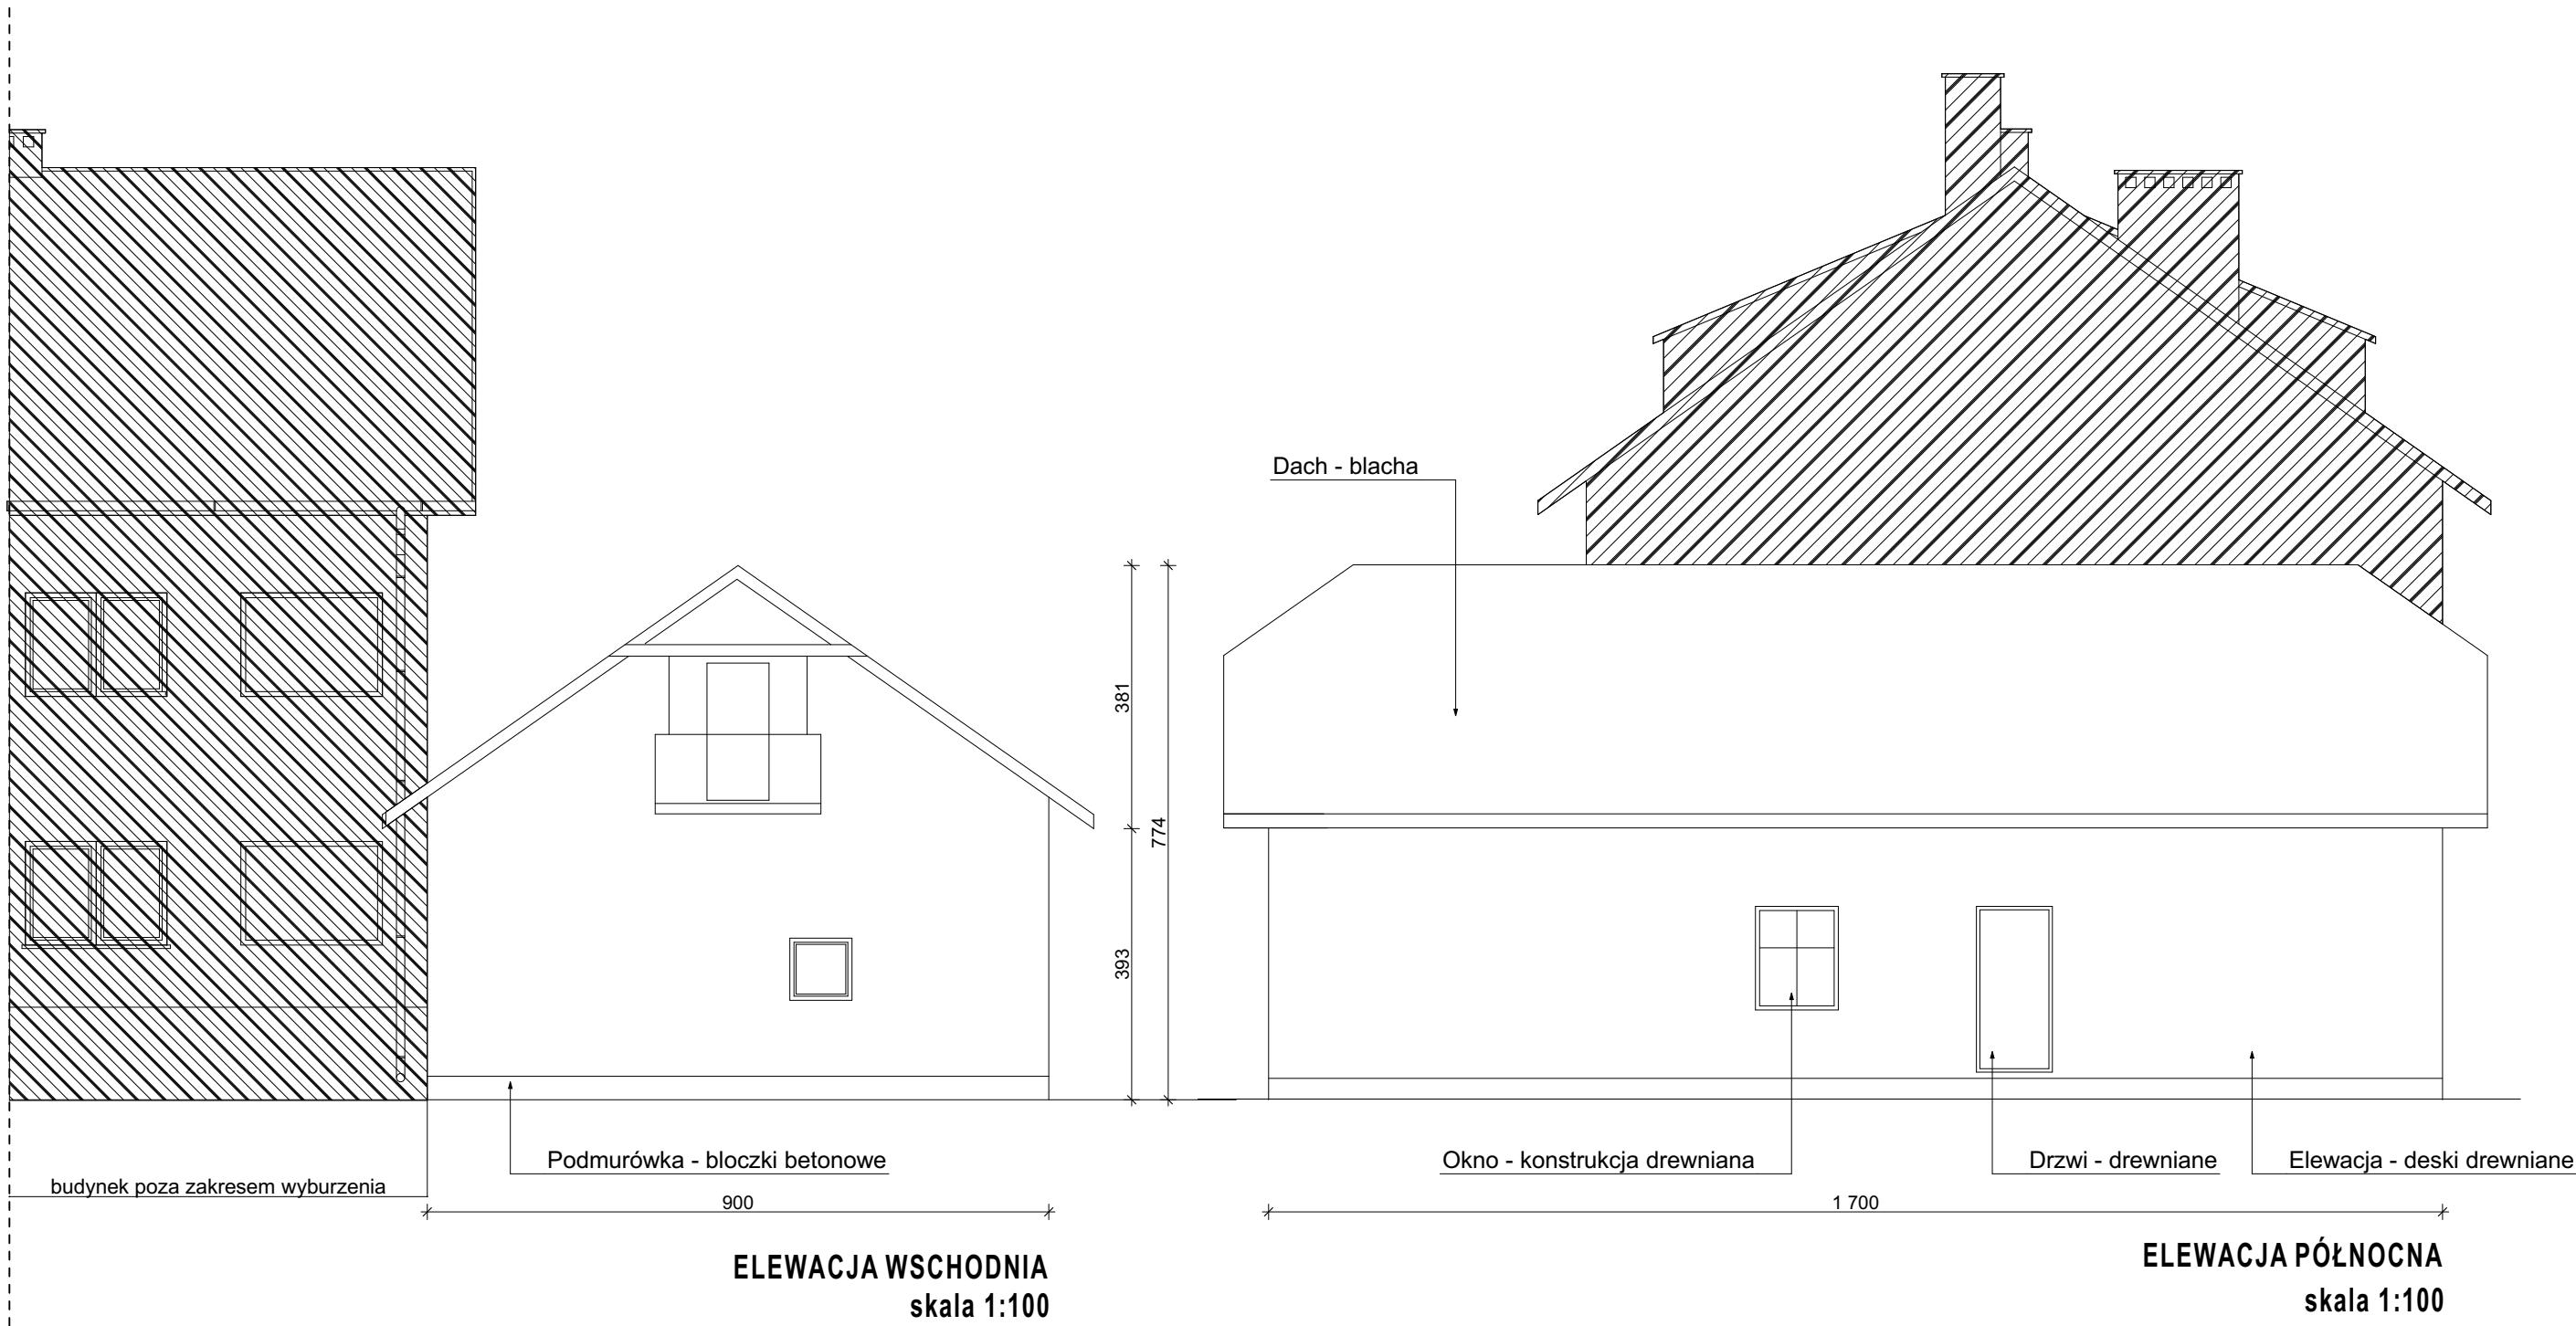 Dach - blacha
381
774
393
Podmurówka - bloczki betonowe
budynek poza zakresem wyburzenia
900
Okno - konstrukcja drewniana
Drzwi - drewniane
Elewacja - deski drewniane
1 700
ELEWACJA WSCHODNIA
skala 1:100
ELEWACJA PÓŁNOCNA
skala 1:100